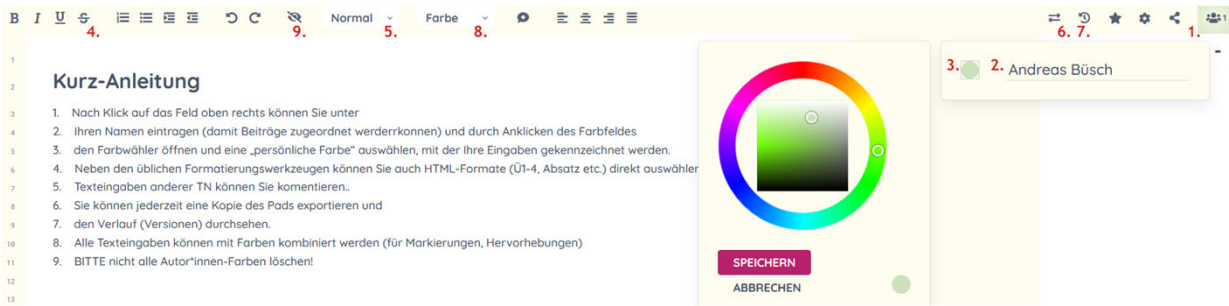 B I U S Normal Farbe 1
4. 9. 5. 8. 6. 7. 1.
3. 2. Andreas Büsch
1
2 Kurz-Anleitung
3 1. Nach Klick auf das Feld oben rechts können Sie unter
4 2. Ihren Namen eintragen (damit Beiträge zugeordnet werderrkonnen) und durch Anklicken des Farbfeldes
5 3. den Farbwähler öffnen und eine „persönliche Farbe" auswählen, mit der Ihre Eingaben gekennzeichnet werden.
6 4. Neben den üblichen Formatierungswerkzeugen können Sie auch HTML-Formate (Ü1-4, Absatz etc.) direkt auswähler
7 5. Texteingaben anderer TN können Sie komentieren..
8 6. Sie können jederzeit eine Kopie des Pads exportieren und
9 7. den Verlauf (Versionen) durchsehen.
10 8. Alle Texteingaben können mit Farben kombiniert werden (für Markierungen, Hervorhebungen)
11 9. BITTE nicht alle Autor*innen-Farben löschen!
12
13
SPEICHERN
ABBRECHEN